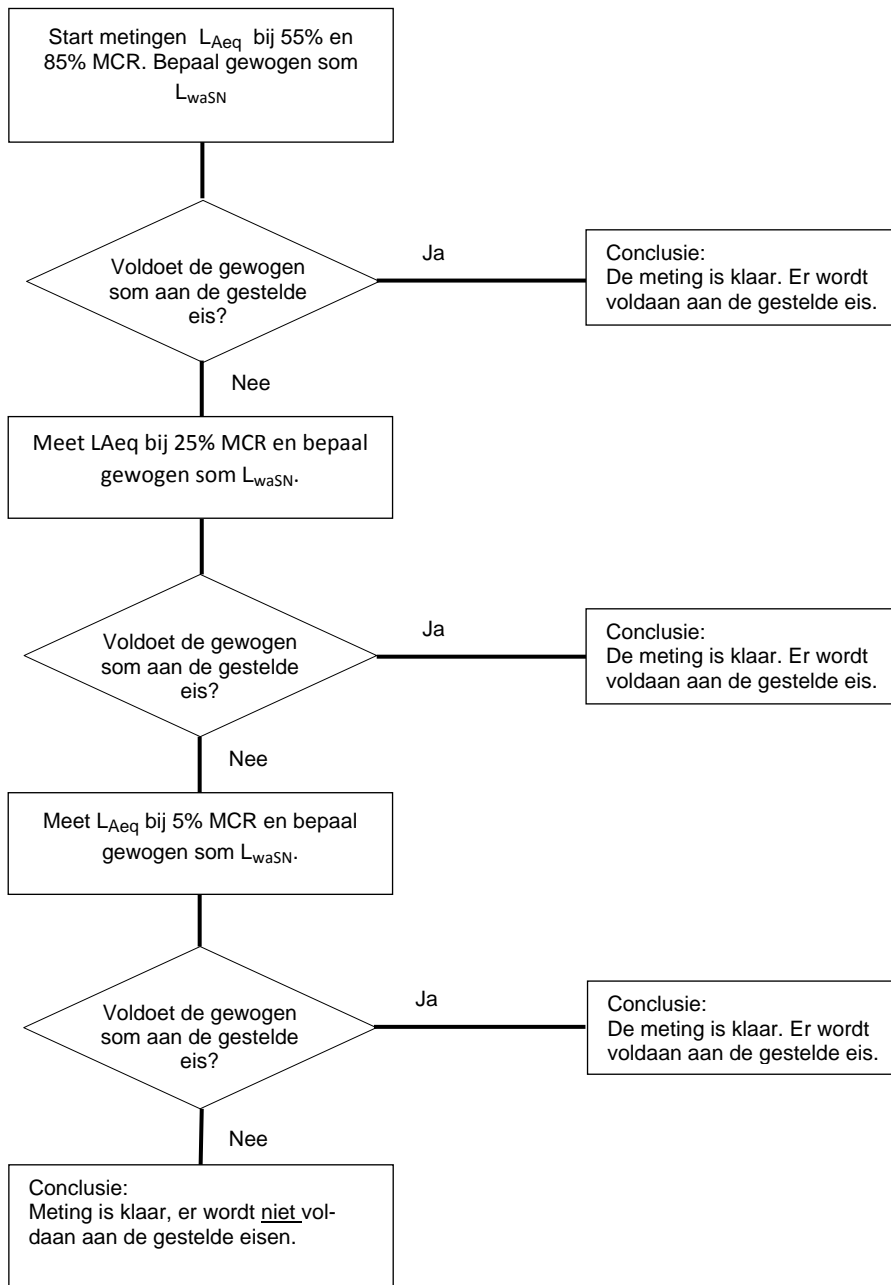 Start metingen L_Aeq bij 55% en
85% MCR. Bepaal gewogen som
L_waSN
Voldoet de gewogen
som aan de gestelde
eis?
Ja
Conclusie:
De meting is klaar. Er wordt
voldaan aan de gestelde eis.
Nee
Meet LAeq bij 25% MCR en bepaal
gewogen som L_waSN.
Voldoet de gewogen
som aan de gestelde
eis?
Ja
Conclusie:
De meting is klaar. Er wordt
voldaan aan de gestelde eis.
Nee
Meet L_Aeq bij 5% MCR en bepaal
gewogen som L_waSN.
Voldoet de gewogen
som aan de gestelde
eis?
Ja
Conclusie:
De meting is klaar. Er wordt
voldaan aan de gestelde eis.
Nee
Conclusie:
Meting is klaar, er wordt niet vol-
daan aan de gestelde eisen.